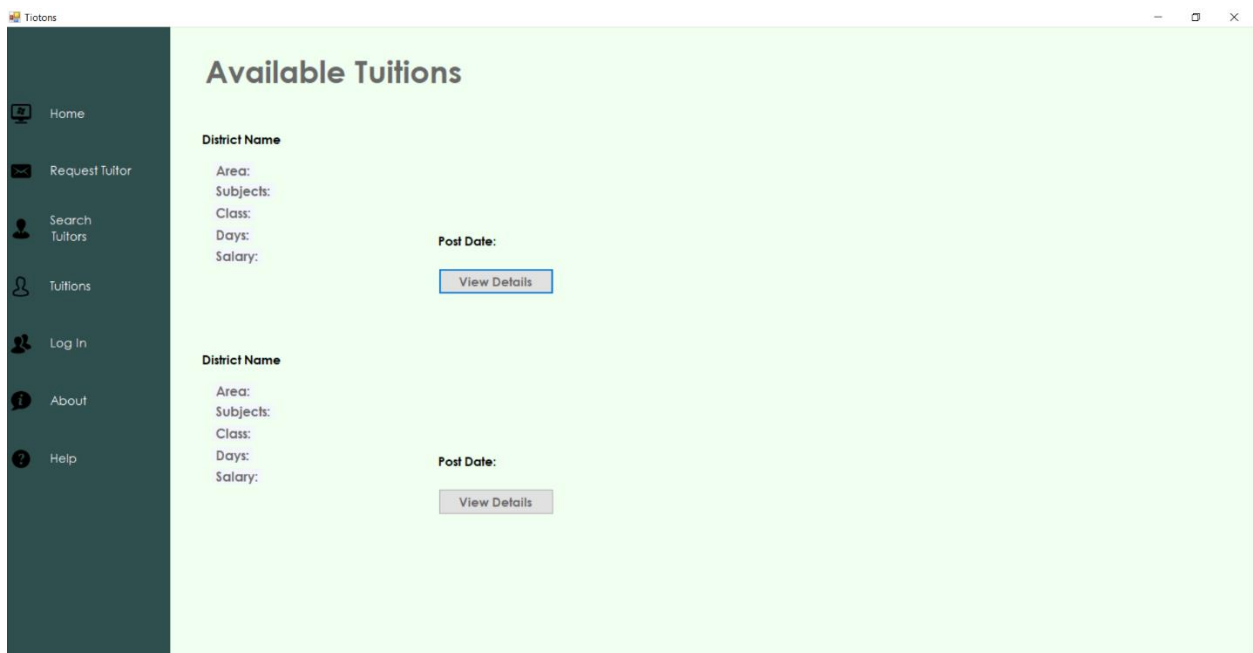 Tiotons
Available Tuitions
Home
Request Tuitor
Search
Tuitors
Tuitions
Log In
About
Help
District Name
Area:
Subjects:
Class:
Days:
Salary:
Post Date:
View Details
District Name
Area:
Subjects:
Class:
Days:
Salary:
Post Date:
View Details